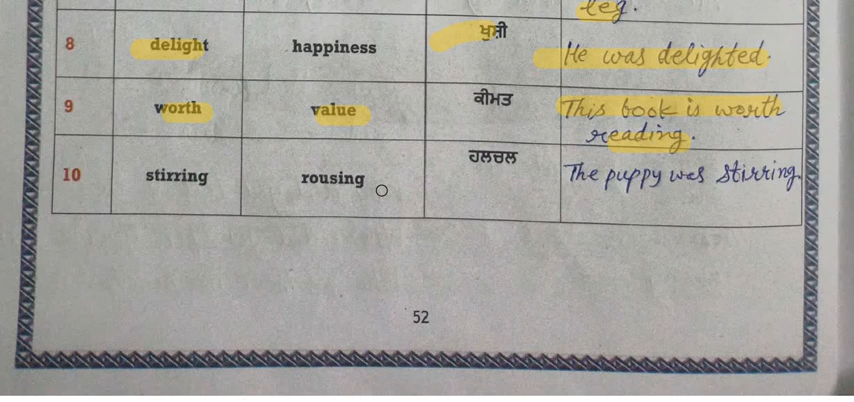 leg.
8 delight happiness ਖੁਸ਼ੀ He was delighted.
9 worth value ਕੀਮਤ This book is worth
reading.
10 stirring rousing ਹਲਚਲ The puppy was stirring.
52